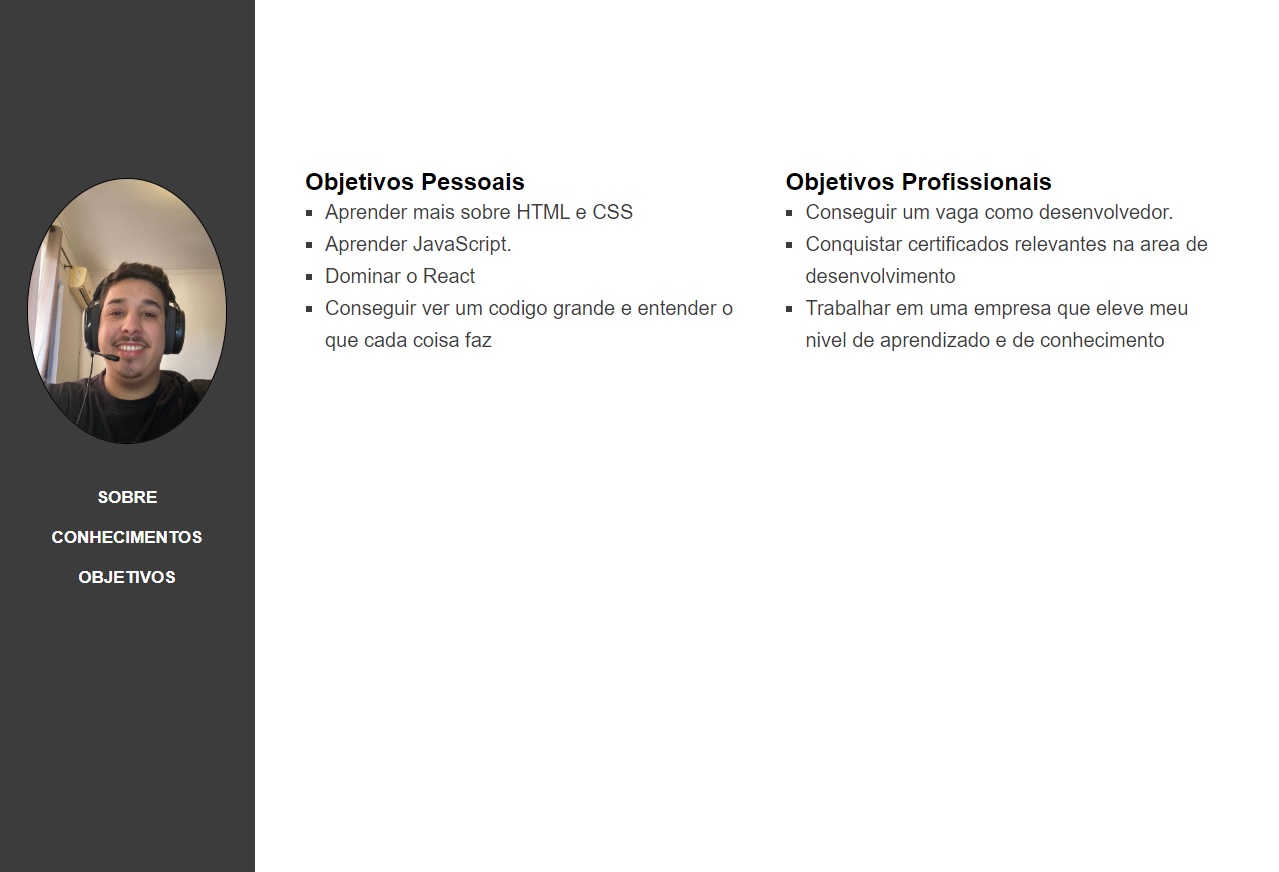 SOBRE
CONHECIMENTOS
OBJETIVOS
Objetivos Pessoais
Aprender mais sobre HTML e CSS
Aprender JavaScript.
Dominar o React
Conseguir ver um codigo grande e entender o
que cada coisa faz
Objetivos Profissionais
Conseguir um vaga como desenvolvedor.
Conquistar certificados relevantes na area de
desenvolvimento
Trabalhar em uma empresa que eleve meu
nivel de aprendizado e de conhecimento